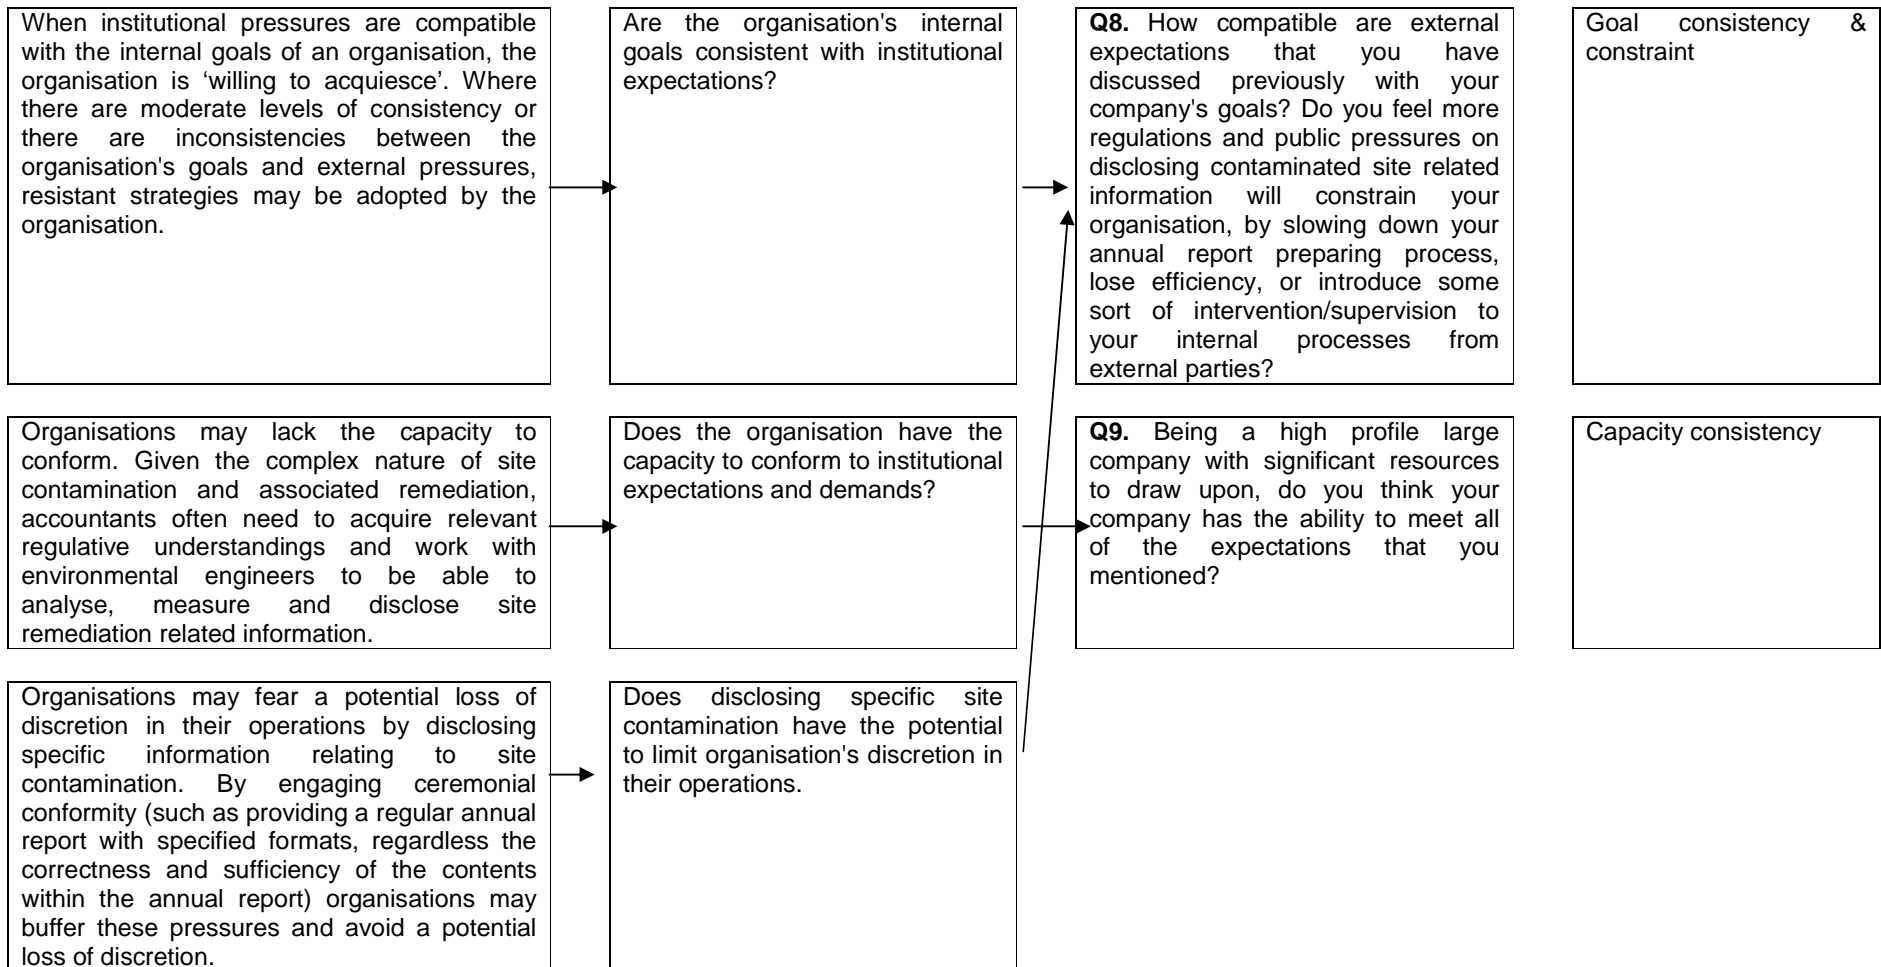 When institutional pressures are compatible
with the internal goals of an organisation, the
organisation is ‘willing to acquiesce’. Where
there are moderate levels of consistency or
there are inconsistencies between the
organisation's goals and external pressures,
resistant strategies may be adopted by the
organisation.
Are the organisation's internal
goals consistent with institutional
expectations?
Q8. How compatible are external
expectations that you have
discussed previously with your
company's goals? Do you feel more
regulations and public pressures on
disclosing contaminated site related
information will constrain your
organisation, by slowing down your
annual report preparing process,
lose efficiency, or introduce some
sort of intervention/supervision to
your internal processes from
external parties?
Goal consistency &
constraint
Organisations may lack the capacity to
conform. Given the complex nature of site
contamination and associated remediation,
accountants often need to acquire relevant
regulative understandings and work with
environmental engineers to be able to
analyse, measure and disclose site
remediation related information.
Does the organisation have the
capacity to conform to institutional
expectations and demands?
Q9. Being a high profile large
company with significant resources
to draw upon, do you think your
company has the ability to meet all
of the expectations that you
mentioned?
Capacity consistency
Organisations may fear a potential loss of
discretion in their operations by disclosing
specific information relating to site
contamination. By engaging ceremonial
conformity (such as providing a regular annual
report with specified formats, regardless the
correctness and sufficiency of the contents
within the annual report) organisations may
buffer these pressures and avoid a potential
loss of discretion.
Does disclosing specific site
contamination have the potential
to limit organisation's discretion in
their operations.